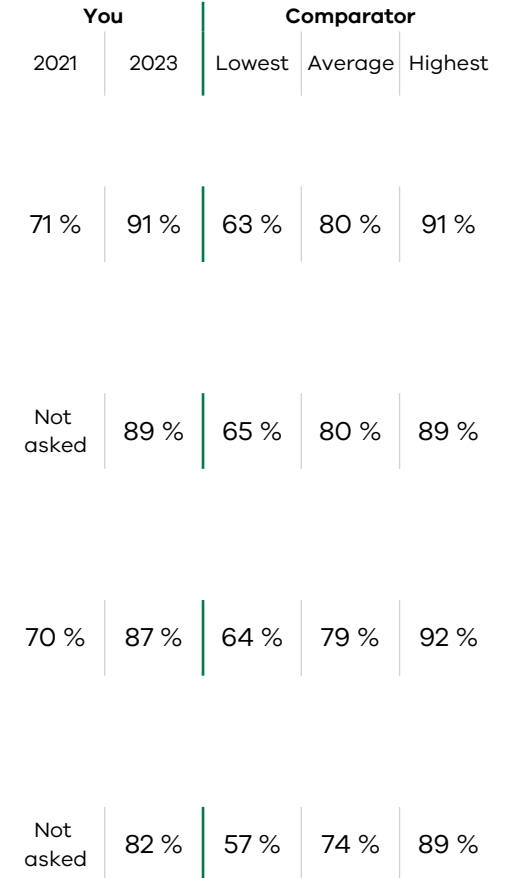 You Comparator
2021 2023 Lowest Average Highest
71 % 91 % 63 % 80 % 91 %
Not
asked 89 % 65 % 80 % 89 %
70 % 87 % 64 % 79 % 92 %
Not
asked 82 % 57 % 74 % 89 %